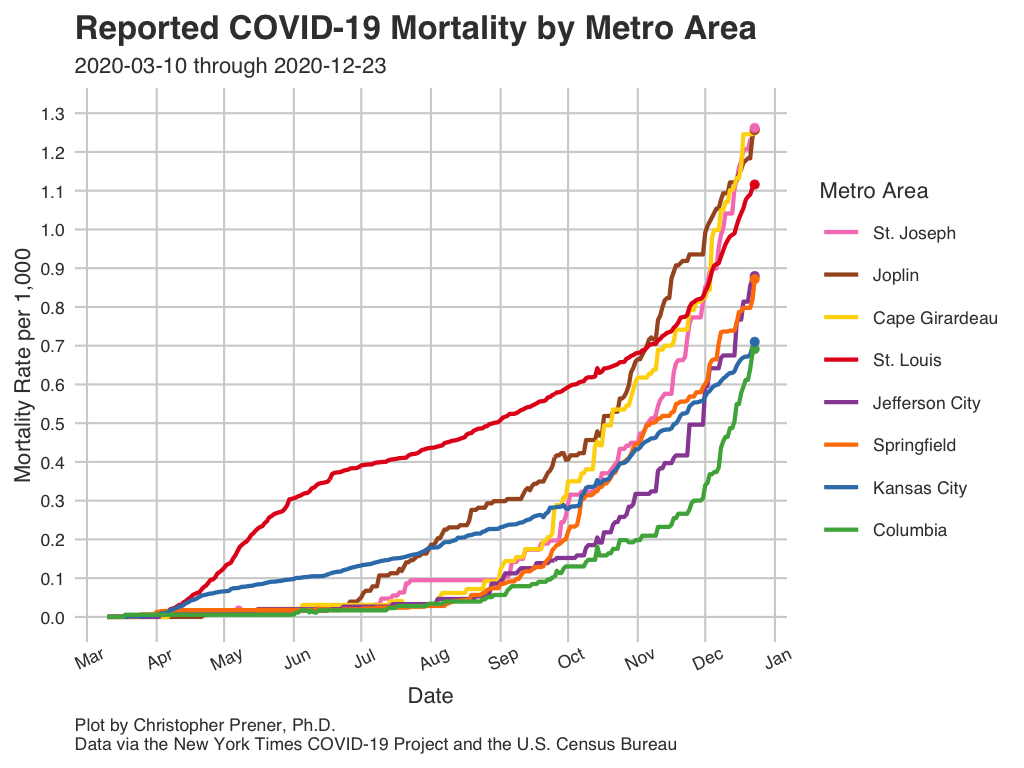 Reported COVID-19 Mortality by Metro Area
2020-03-10 through 2020-12-23
Mortality Rate per 1,000
1.3
1.2
1.1
1.0
0.9
0.8
0.7
0.6
0.5
0.4
0.3
0.2
0.1
0.0
Mar Apr May Jun Jul Aug Sep Oct Nov Dec Jan
Date
Metro Area
St. Joseph
Joplin
Cape Girardeau
St. Louis
Jefferson City
Springfield
Kansas City
Columbia
Plot by Christopher Prener, Ph.D.
Data via the New York Times COVID-19 Project and the U.S. Census Bureau